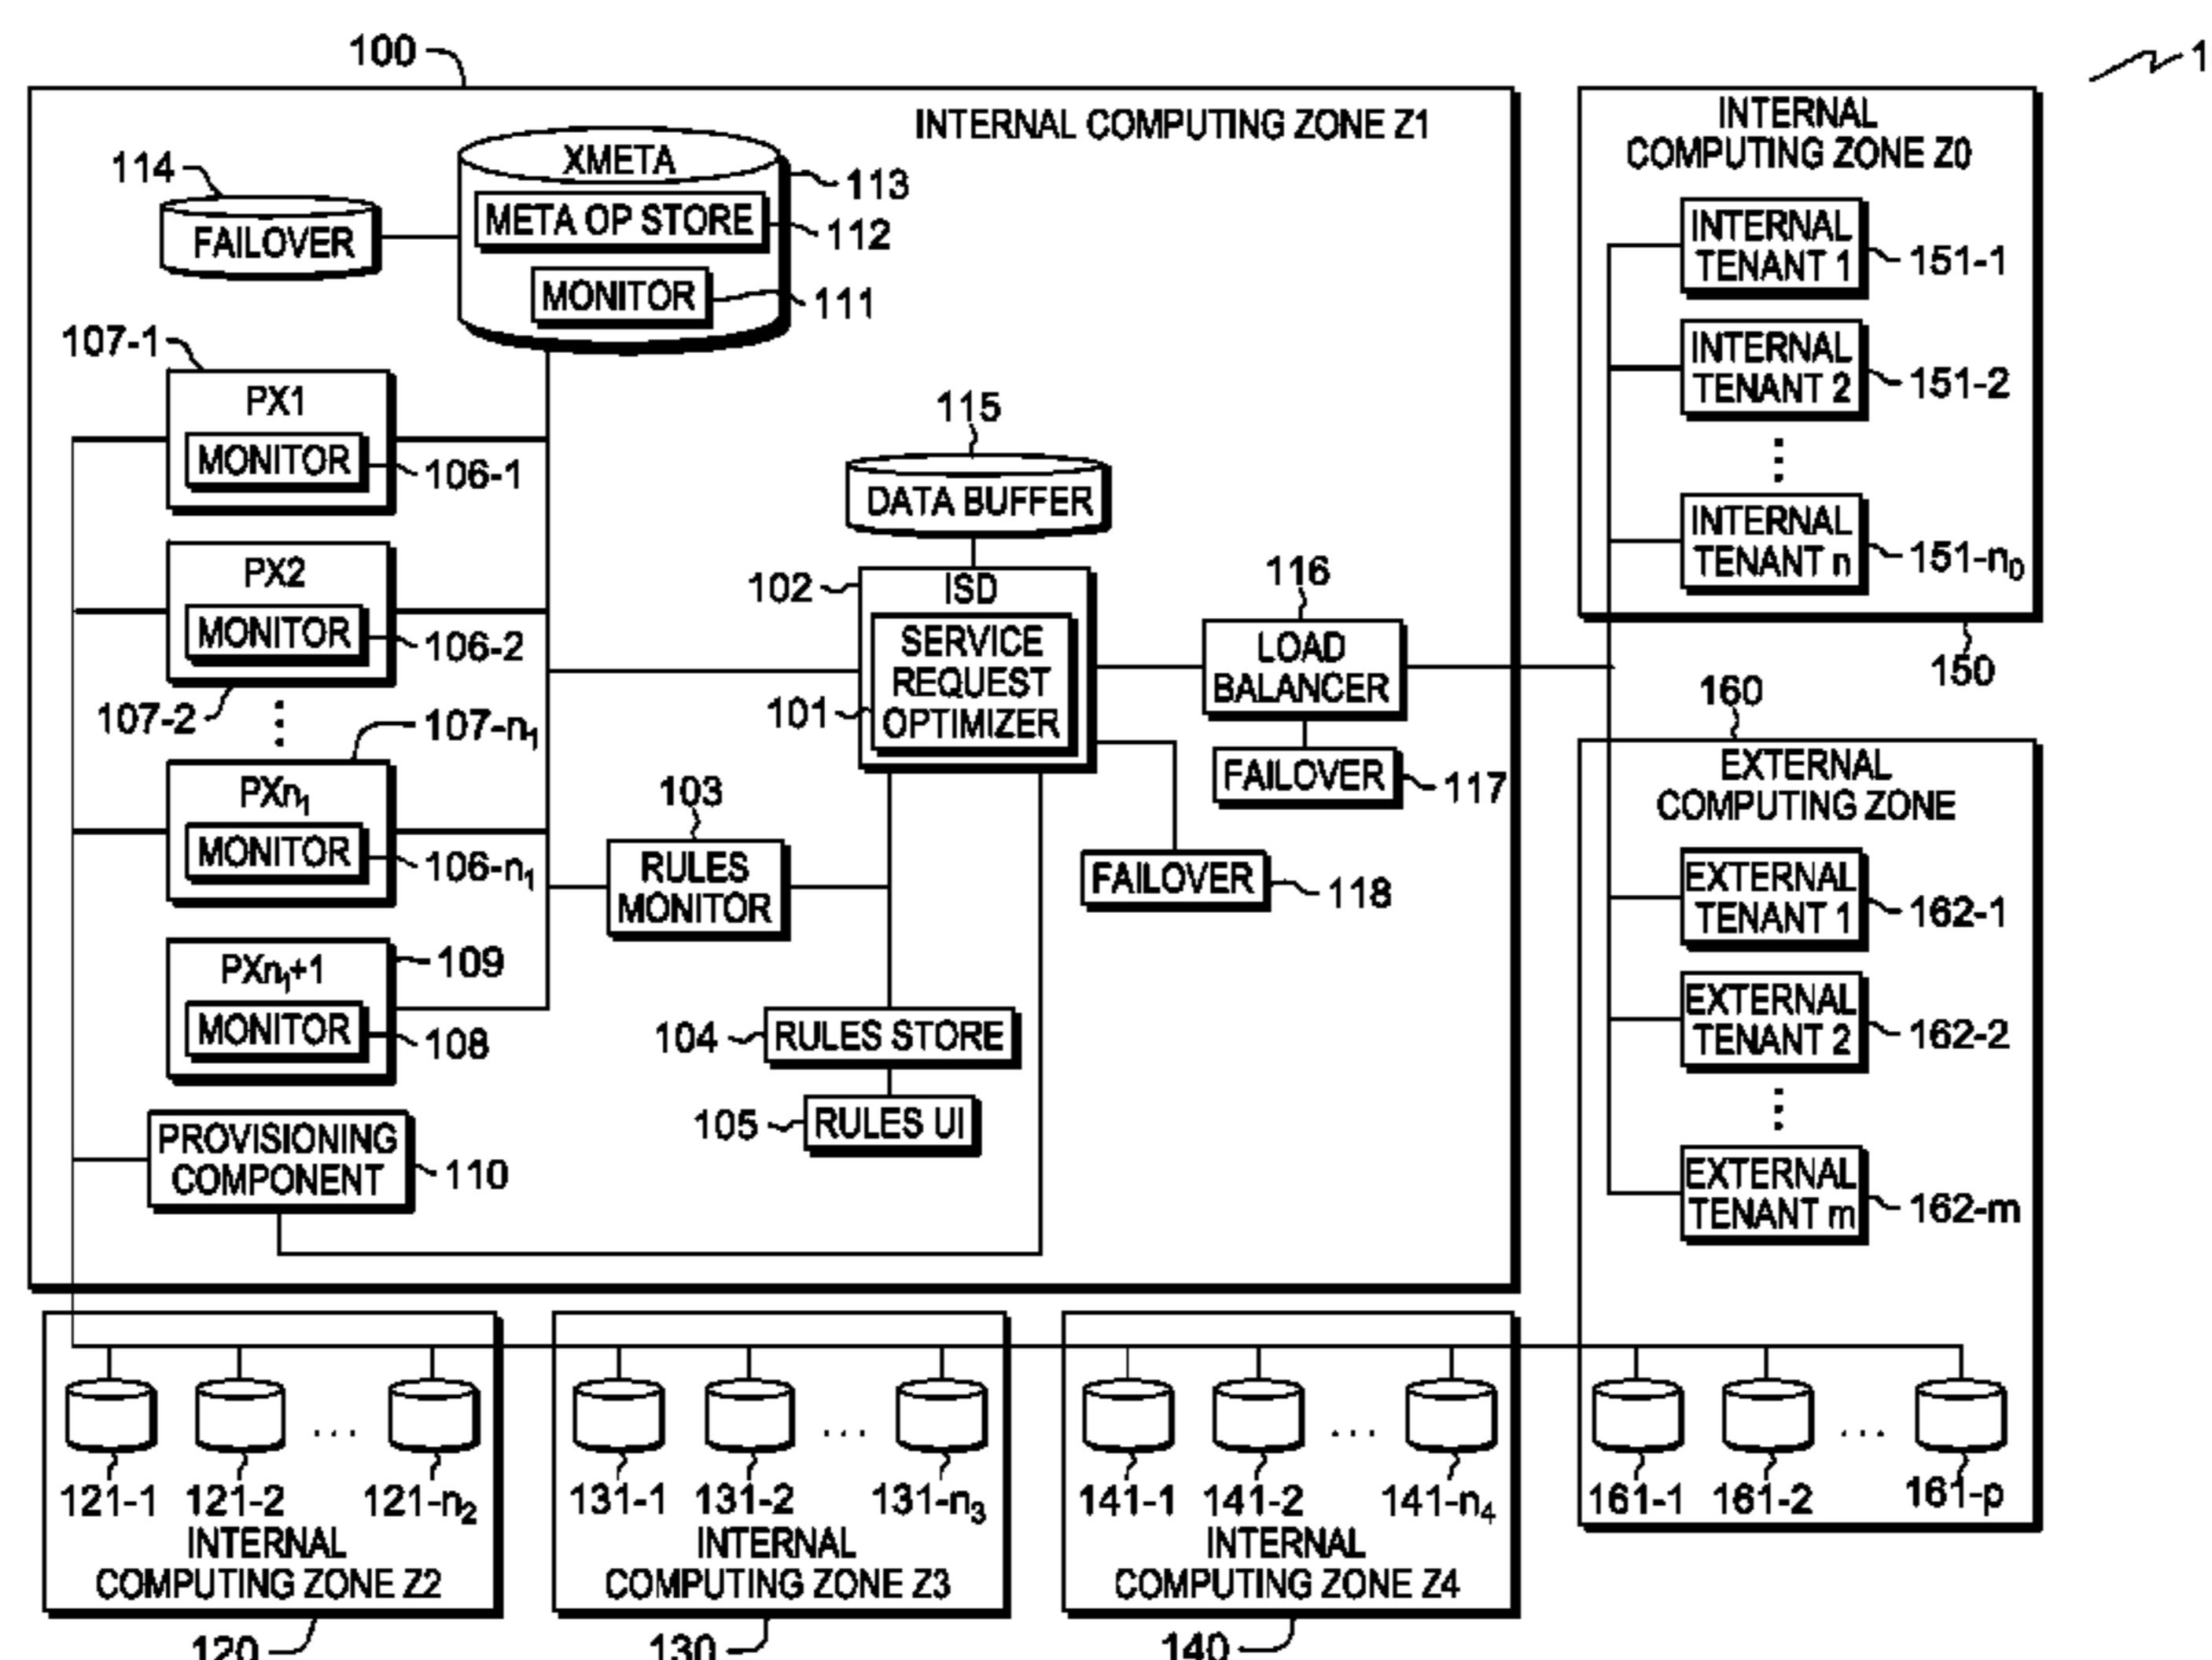 100
1
INTERNAL COMPUTING ZONE Z1
XMETA
113
META OP STORE
112
MONITOR
111
114
FAILOVER
107-1
PX1
MONITOR
106-1
PX2
MONITOR
106-2
107-2
107-n₁
PXn₁
MONITOR
106-n₁
PXn₁+1
109
MONITOR
108
PROVISIONING
COMPONENT
110
115
DATA BUFFER
102
ISD
SERVICE
REQUEST
OPTIMIZER
101
116
LOAD
BALANCER
FAILOVER
117
FAILOVER
118
103
RULES
MONITOR
104
RULES STORE
105
RULES UI
INTERNAL
COMPUTING ZONE Z0
INTERNAL
TENANT 1
151-1
INTERNAL
TENANT 2
151-2
INTERNAL
TENANT n
151-n₀
150
160
EXTERNAL
COMPUTING ZONE
EXTERNAL
TENANT 1
162-1
EXTERNAL
TENANT 2
162-2
EXTERNAL
TENANT m
162-m
121-1 121-2 ... 121-n₂
INTERNAL
COMPUTING ZONE Z2
120
131-1 131-2 ... 131-n₃
INTERNAL
COMPUTING ZONE Z3
130
141-1 141-2 ... 141-n₄
INTERNAL
COMPUTING ZONE Z4
140
161-1 161-2 ... 161-p